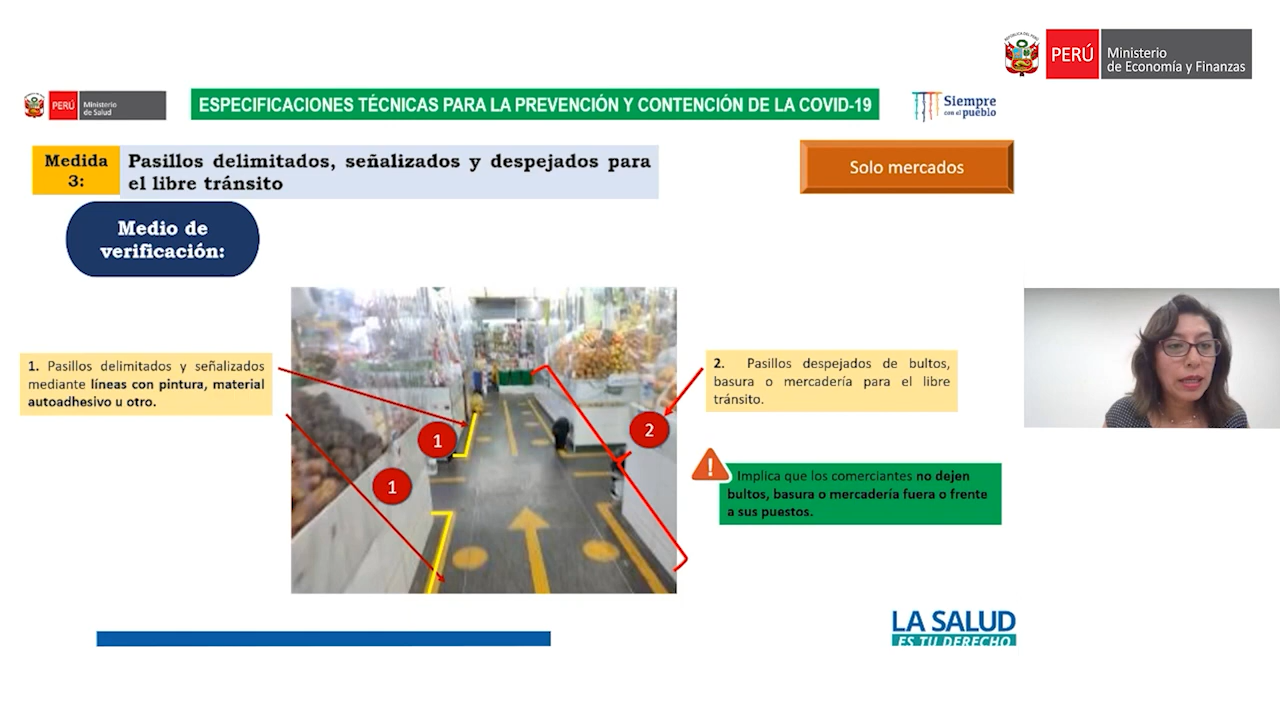 PERÚ
Ministerio
de Economía y Finanzas
PERÚ
Ministerio
de Salud
ESPECIFICACIONES TÉCNICAS PARA LA PREVENCIÓN Y CONTENCIÓN DE LA COVID-19
Siempre
con el pueblo
Medida
3:
Pasillos delimitados, señalizados y despejados para
el libre tránsito
Solo mercados
Medio de
verificación:
1. Pasillos delimitados y señalizados
mediante líneas con pintura, material
autoadhesivo u otro.
1
1
2
2. Pasillos despejados de bultos,
basura o mercadería para el libre
tránsito.
!
Implica que los comerciantes no dejen
bultos, basura o mercadería fuera o frente
a sus puestos.
LA SALUD
ES TU DERECHO